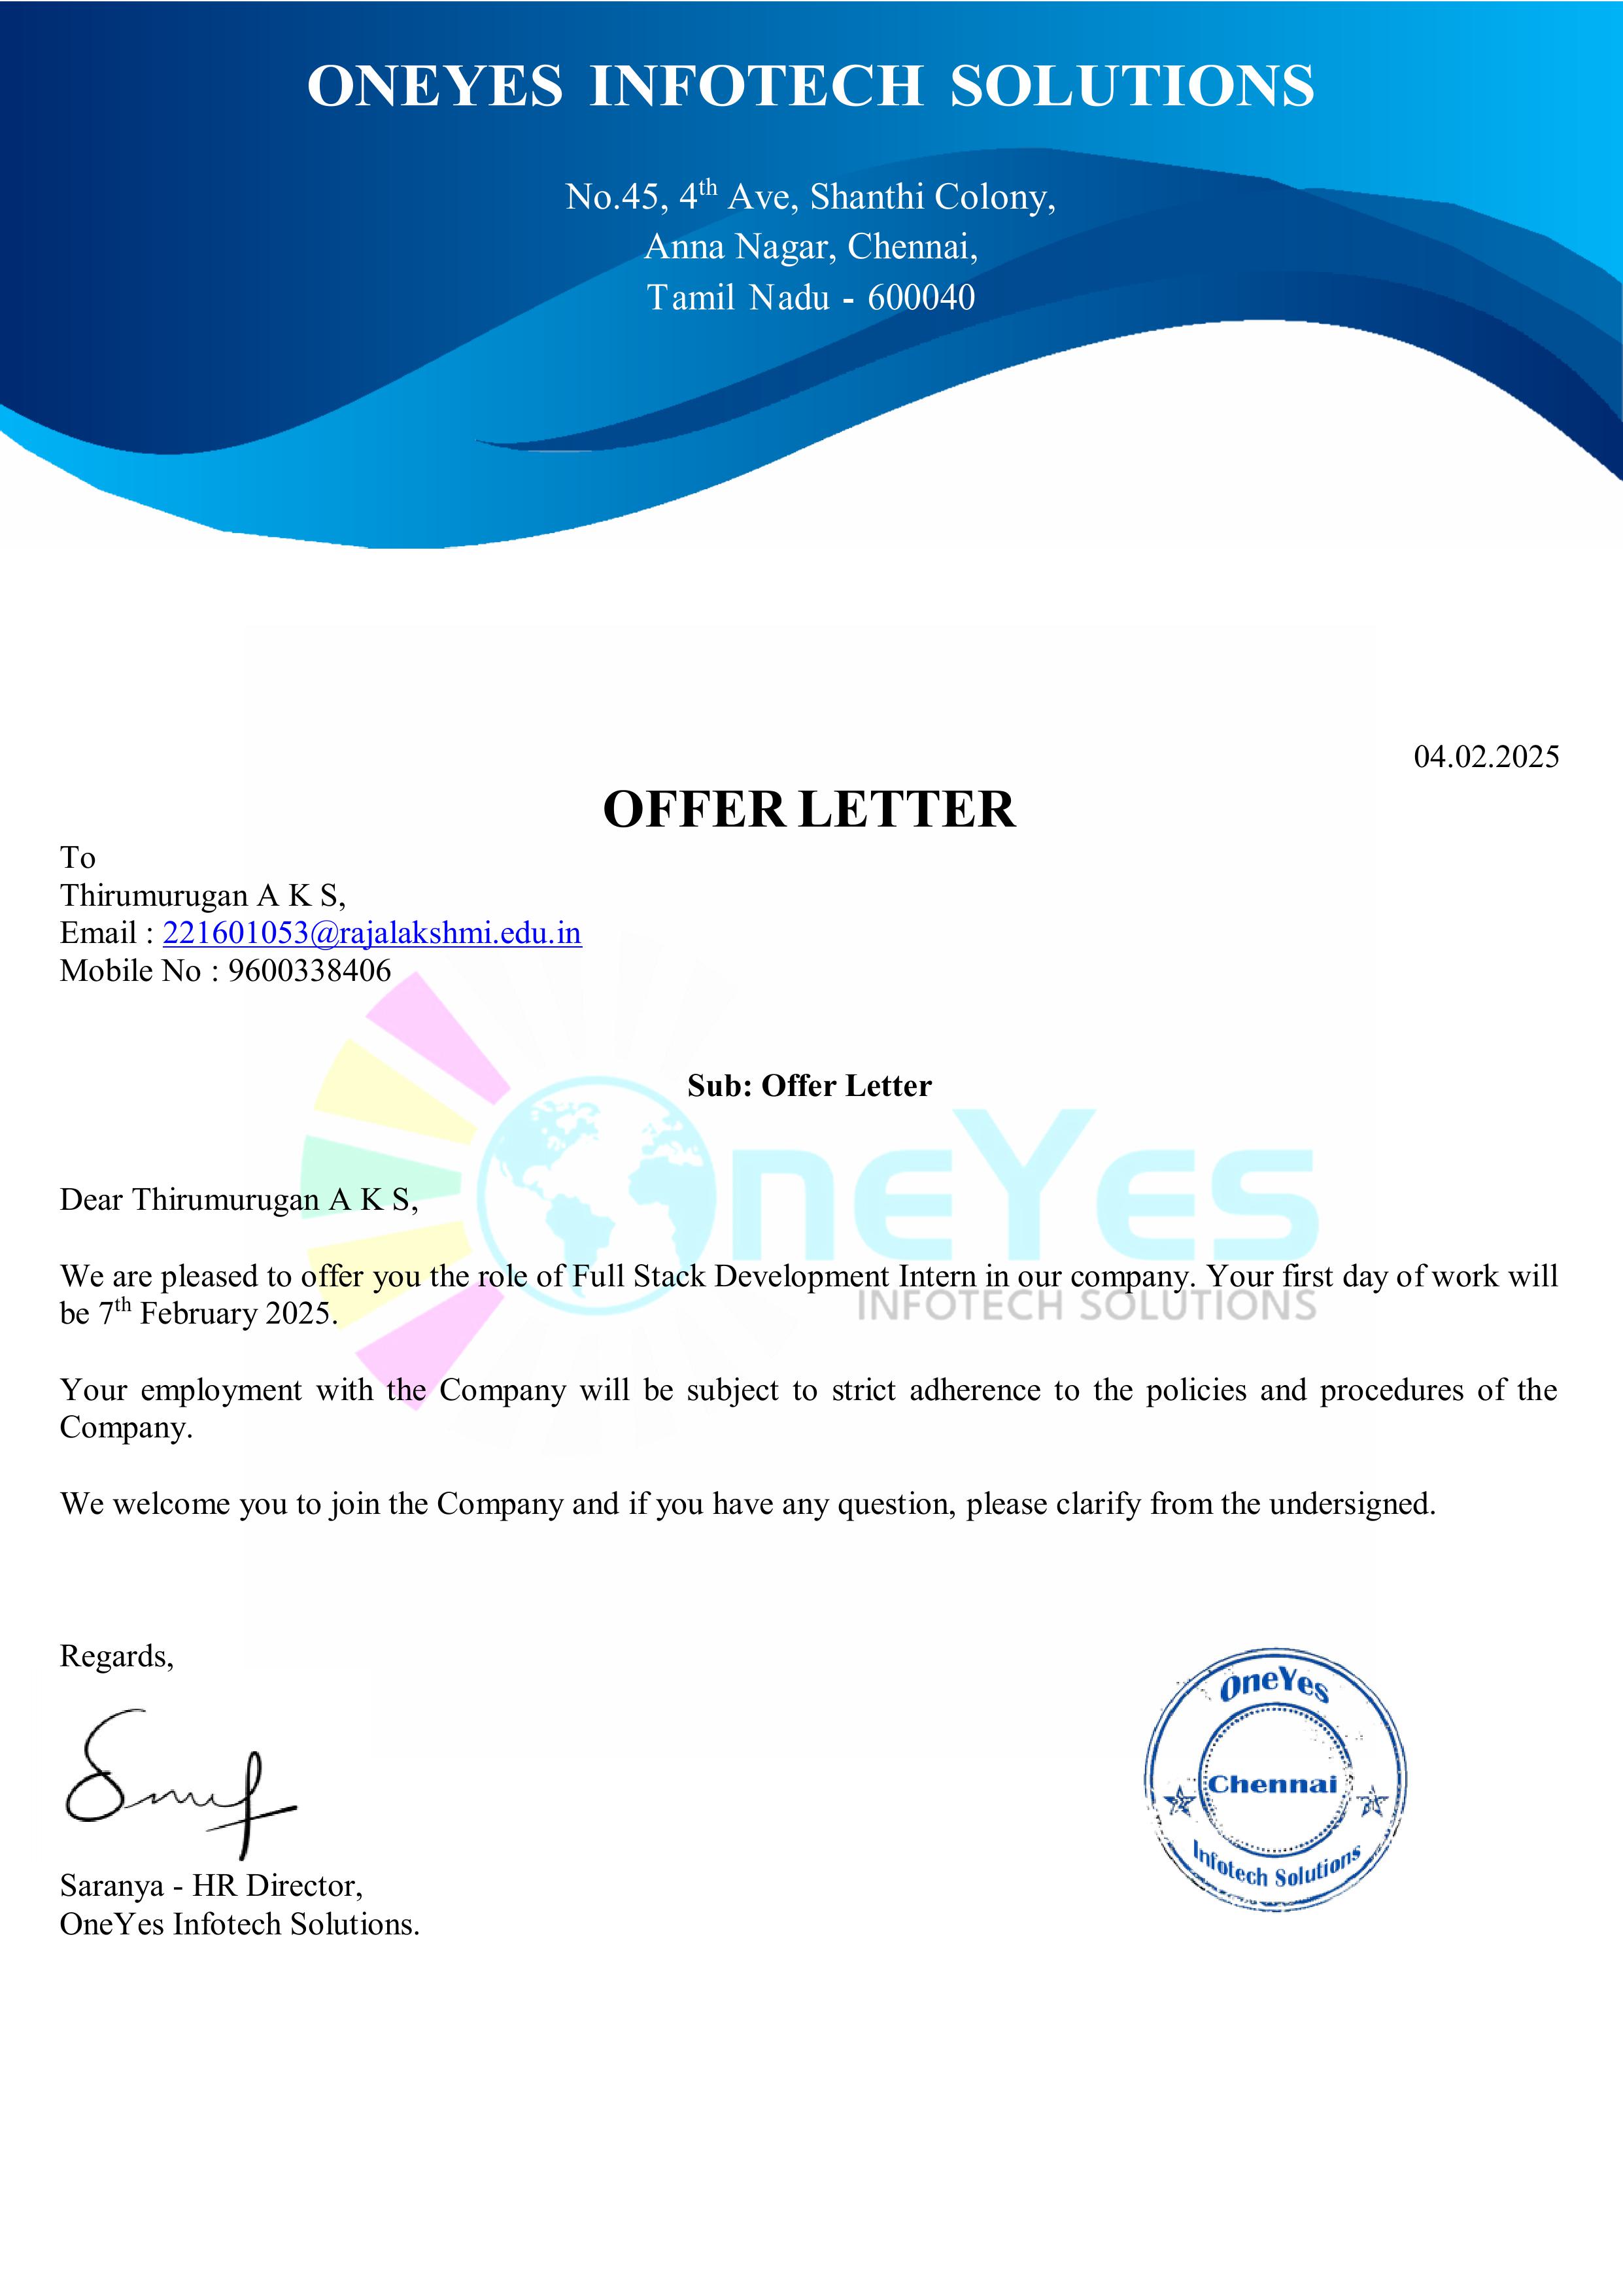 ONEYES INFOTECH SOLUTIONS
No.45, 4th Ave, Shanthi Colony,
Anna Nagar, Chennai,
Tamil Nadu - 600040
04.02.2025
OFFER LETTER
To
Thirumurugan A K S,
Email : 221601053@rajalakshmi.edu.in
Mobile No : 9600338406
Sub: Offer Letter
OneYes
INFOTECH SOLUTIONS
Dear Thirumurugan A K S,
We are pleased to offer you the role of Full Stack Development Intern in our company. Your first day of work will
be 7th February 2025.
Your employment with the Company will be subject to strict adherence to the policies and procedures of the
Company.
We welcome you to join the Company and if you have any question, please clarify from the undersigned.
Regards,
Saranya - HR Director,
OneYes Infotech Solutions.
OneYes
Chennai
Infotech Solutions